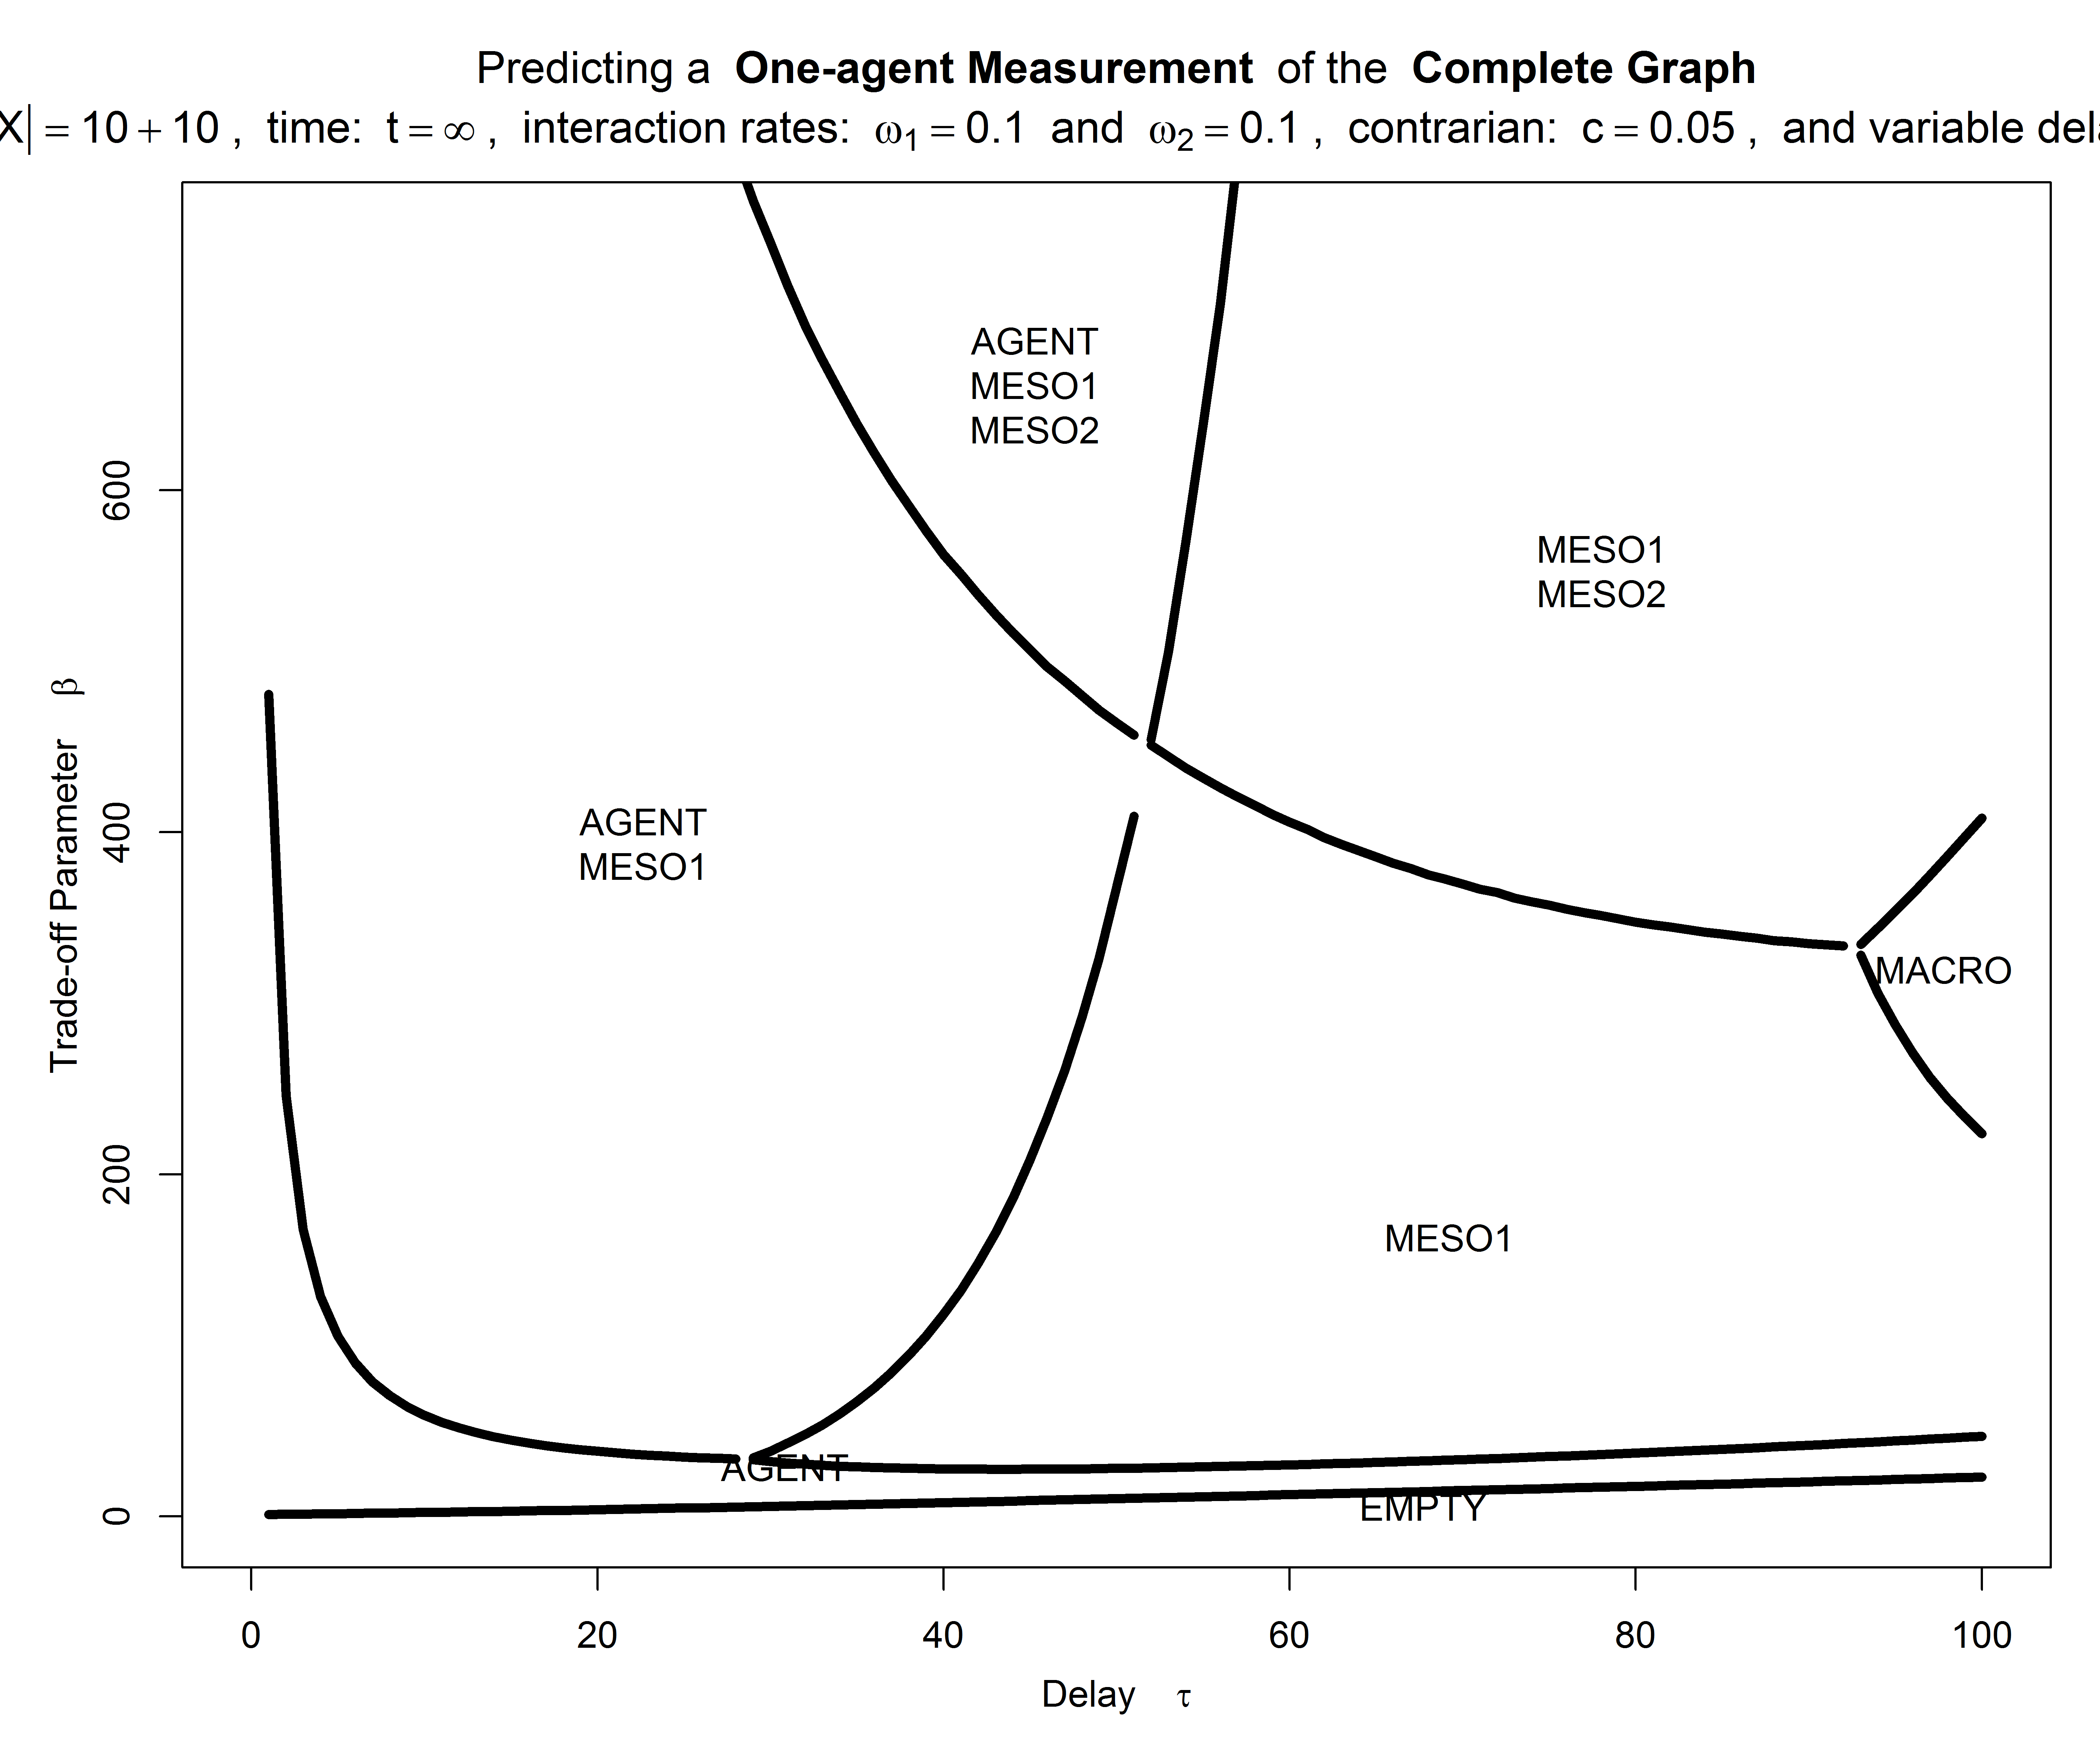 Predicting a One-agent Measurement of the Complete Graph
X| = 10 + 10 , time: t = ∞ , interaction rates: ω1 = 0.1 and ω2 = 0.1 , contrarian: c = 0.05 , and variable
AGENT
MESO1
MESO2
MESO1
MESO2
AGENT
MESO1
MACRO
MESO1
AGENT
EMPTY
Trade-off Parameter β
600
400
200
0
0 20 40 60 80 100
Delay τ